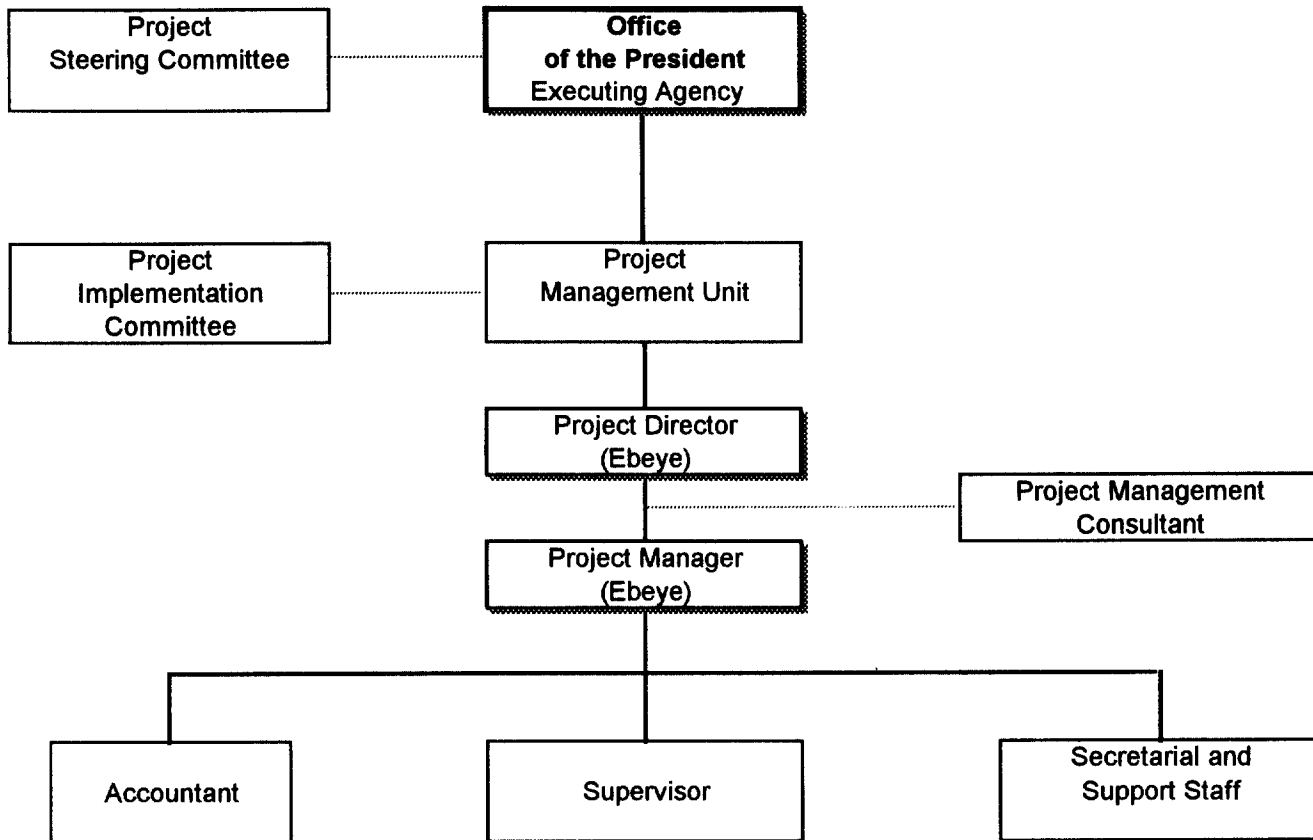 Project
Steering Committee
Office
of the President
Executing Agency
Project
Implementation
Committee
Project
Management Unit
Project Director
(Ebeye)
Project Management
Consultant
Project Manager
(Ebeye)
Accountant
Supervisor
Secretarial and
Support Staff